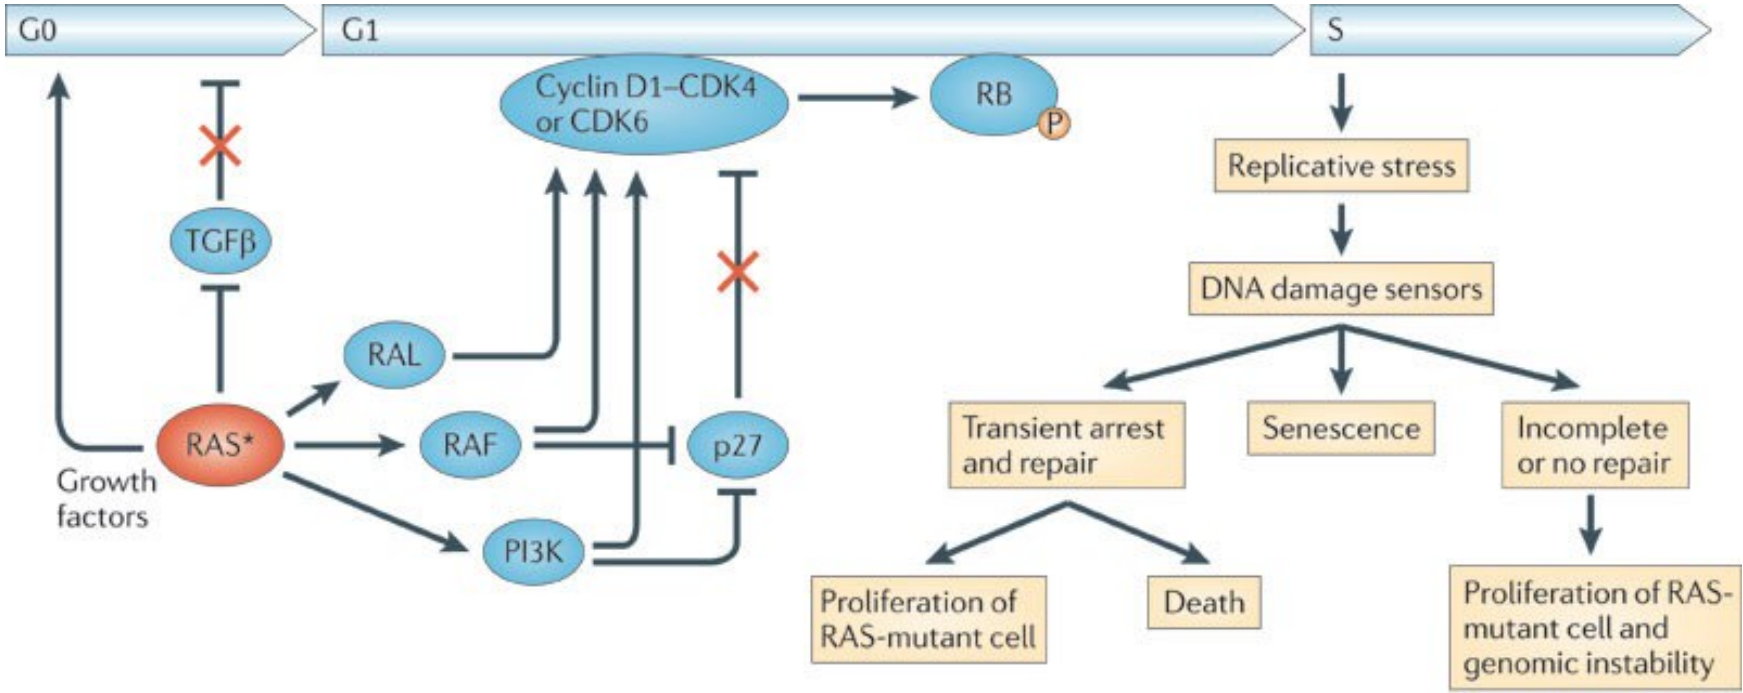 G0
G1
S
Cyclin D1–CDK4
or CDK6
RB
P
Replicative stress
TGFβ
DNA damage sensors
RAL
RAS*
RAF
p27
Growth
factors
PI3K
Transient arrest
and repair
Senescence
Incomplete
or no repair
Proliferation of
RAS-mutant cell
Death
Proliferation of RAS-
mutant cell and
genomic instability